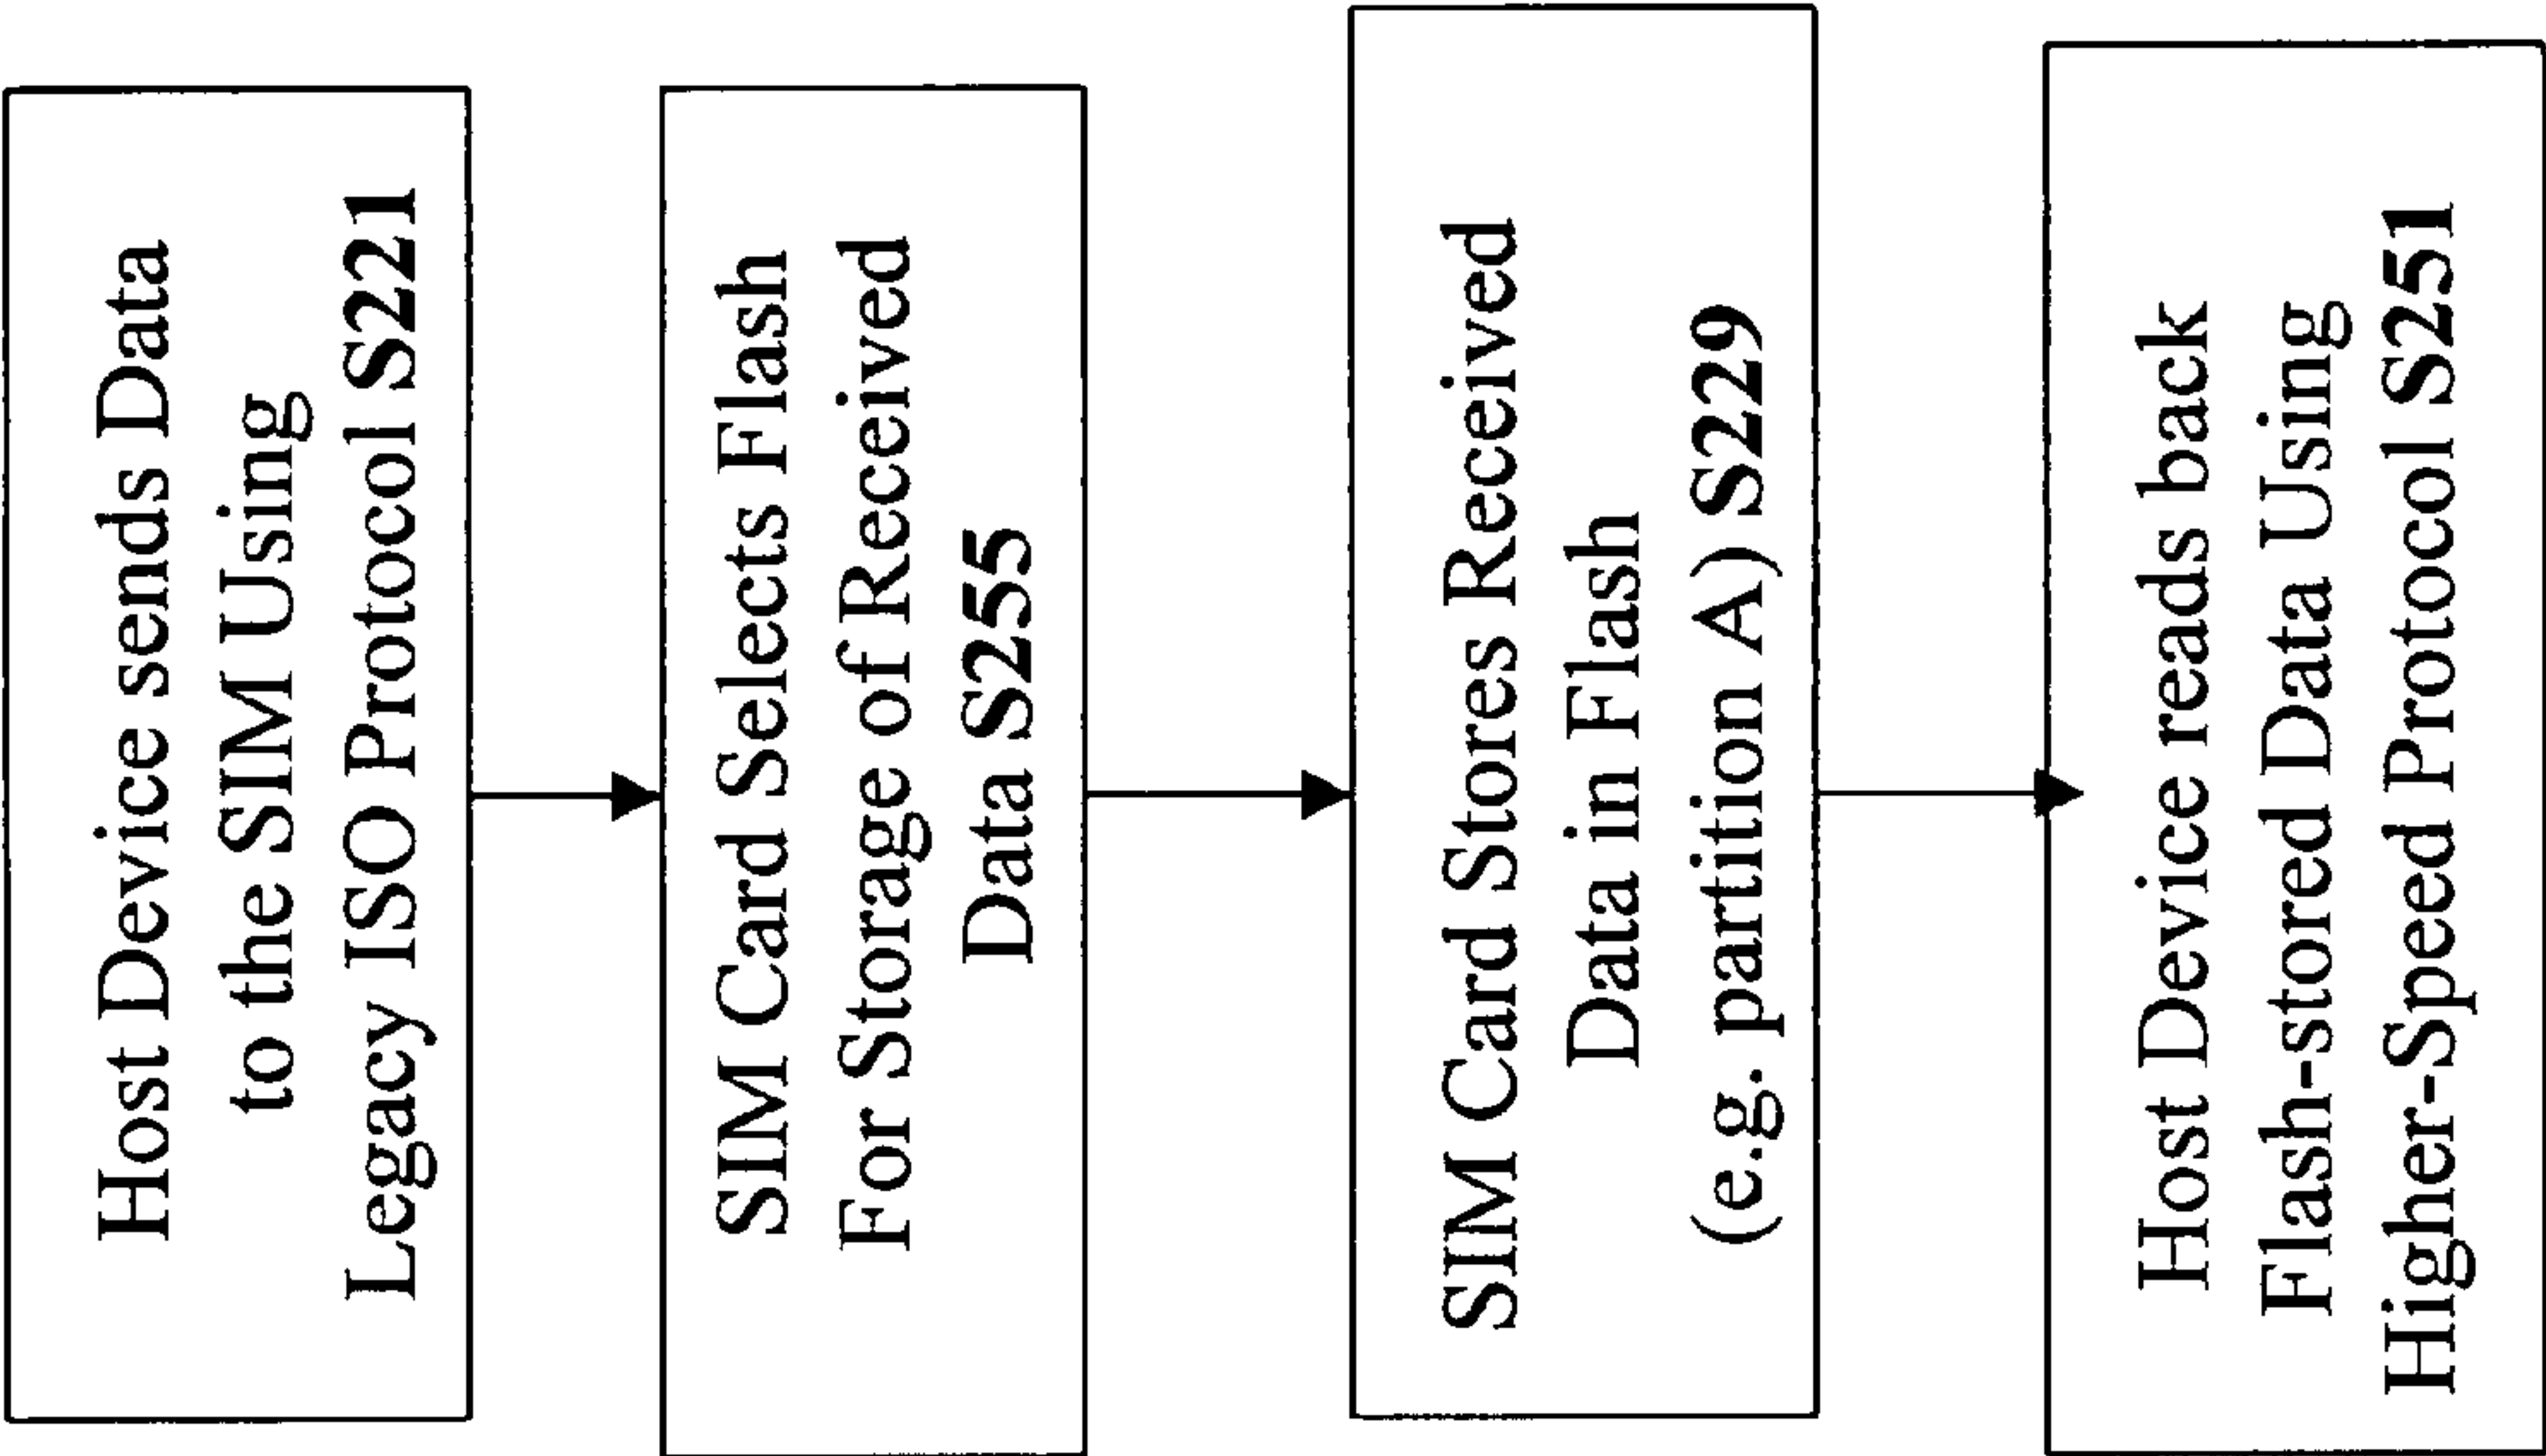 Host Device sends Data
to the SIM Using
Legacy ISO Protocol S221
SIM Card Selects Flash
For Storage of Received
Data S255
SIM Card Stores Received
Data in Flash
(e.g. partition A) S229
Host Device reads back
Flash-stored Data Using
Higher-Speed Protocol S251